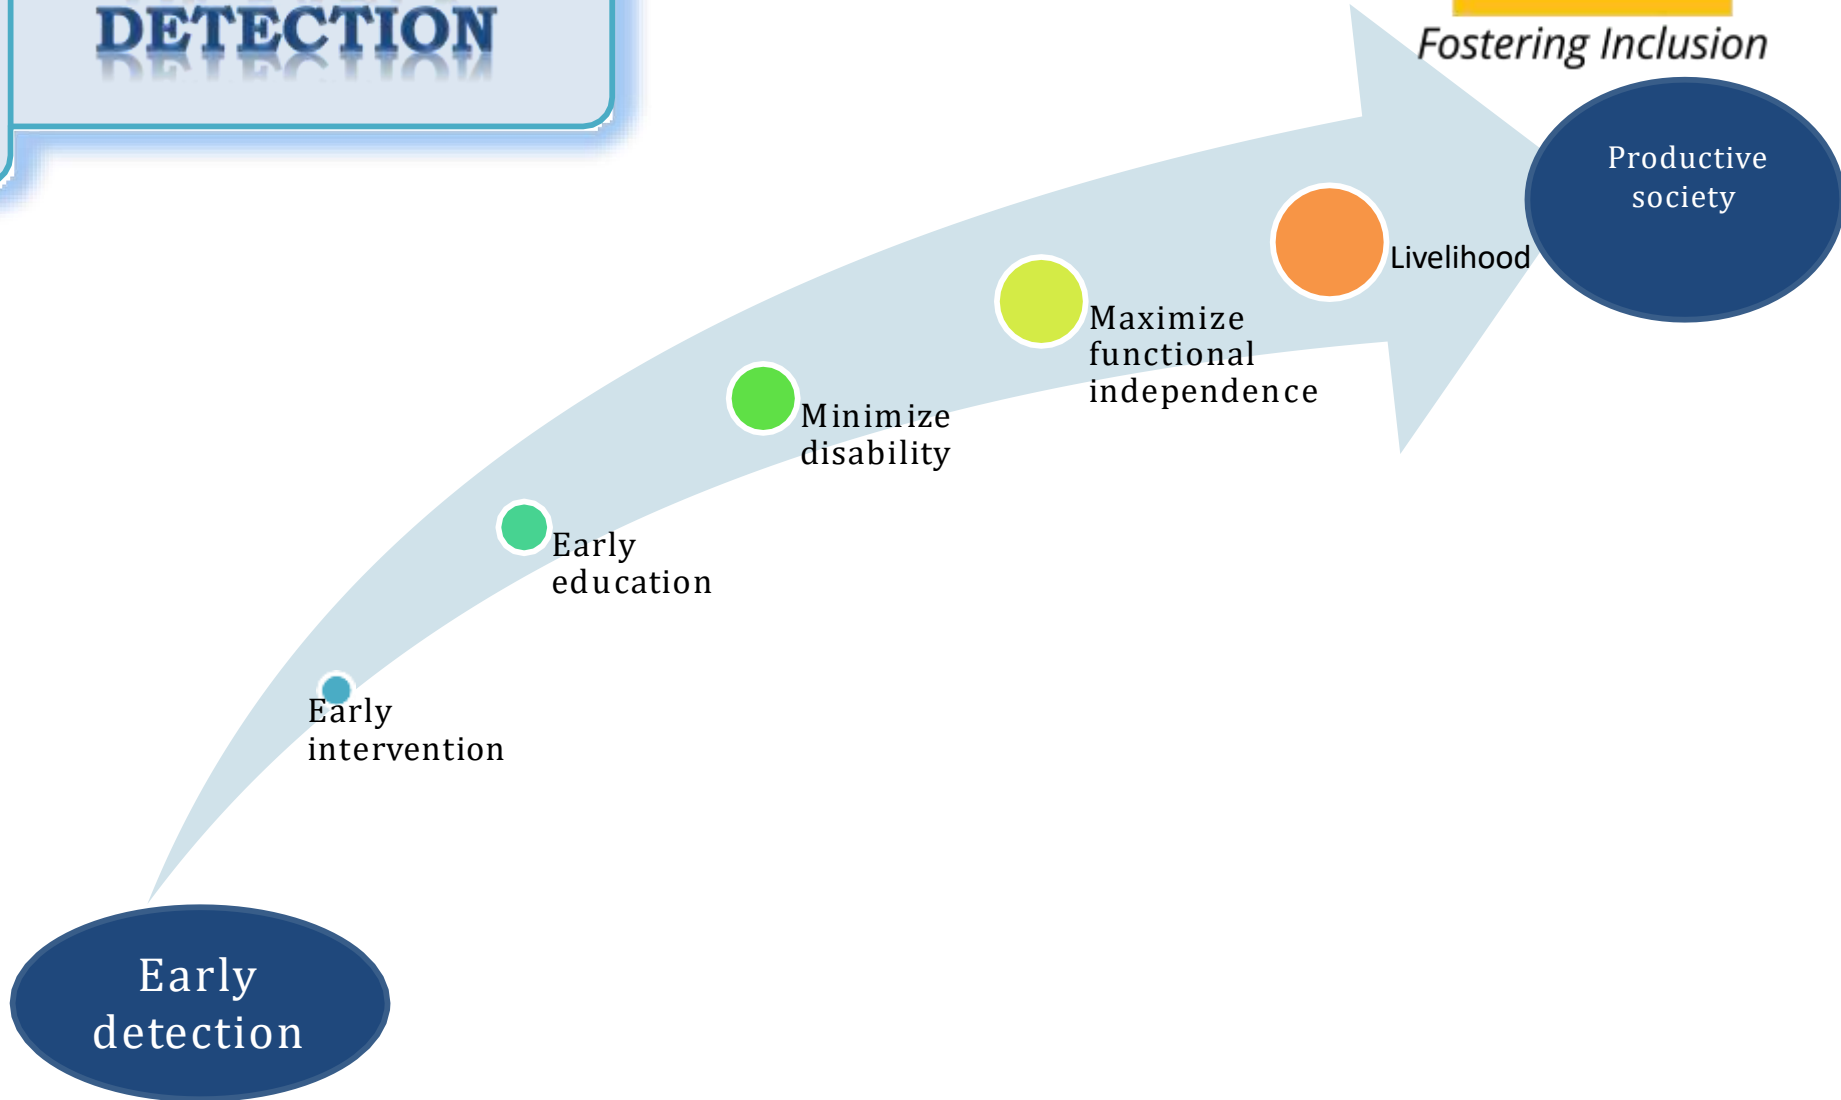 DETECTION
Fostering Inclusion
Productive
society
Livelihood
Maximize
functional
independence
Minimize
disability
Early
education
Early
intervention
Early
detection